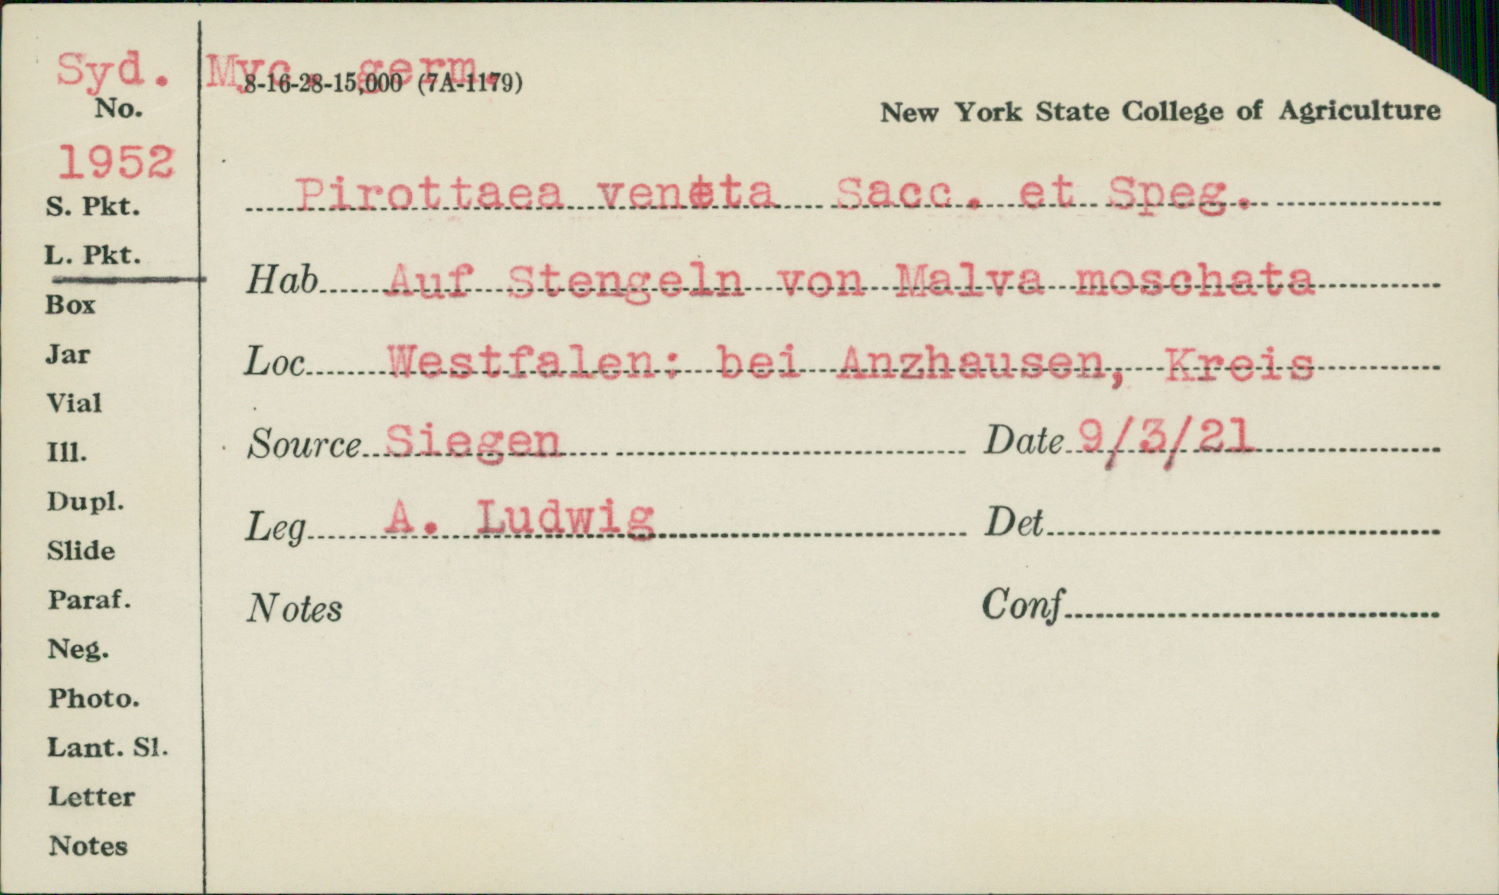 Syd. Myc. germ.
8-16-28-15,000 (7A-1179)
No.
New York State College of Agriculture
1952
Pirottaea veneta Sacc. et Speg.
S. Pkt.
L. Pkt.
Hab. Auf Stengeln von Malva moschata
Box
Jar
Loc. Westfalen: bei Anzhausen, Kreis
Vial
Ill.
Source Siegen Date 9/3/21
Dupl.
Leg. A. Ludwig Det.
Slide
Paraf.
Notes Conf.
Neg.
Photo.
Lant. Sl.
Letter
Notes